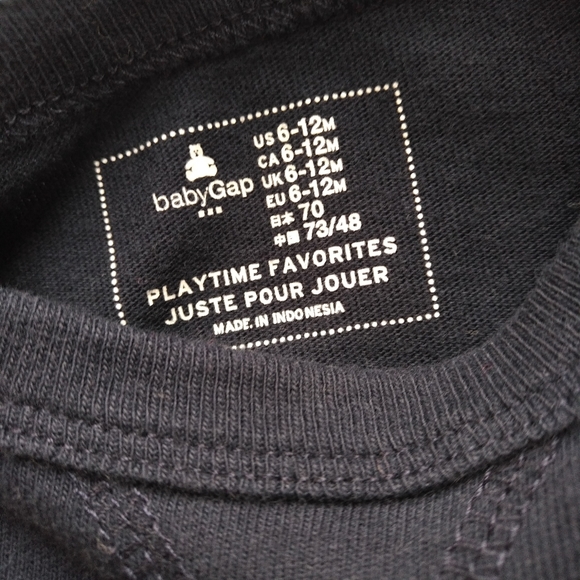 babyGap
US 6-12M
CA 6-12M
UK 6-12M
EU 6-12M
日本 70
中国 73/48
PLAYTIME FAVORITES
JUSTE POUR JOUER
MADE IN INDONESIA